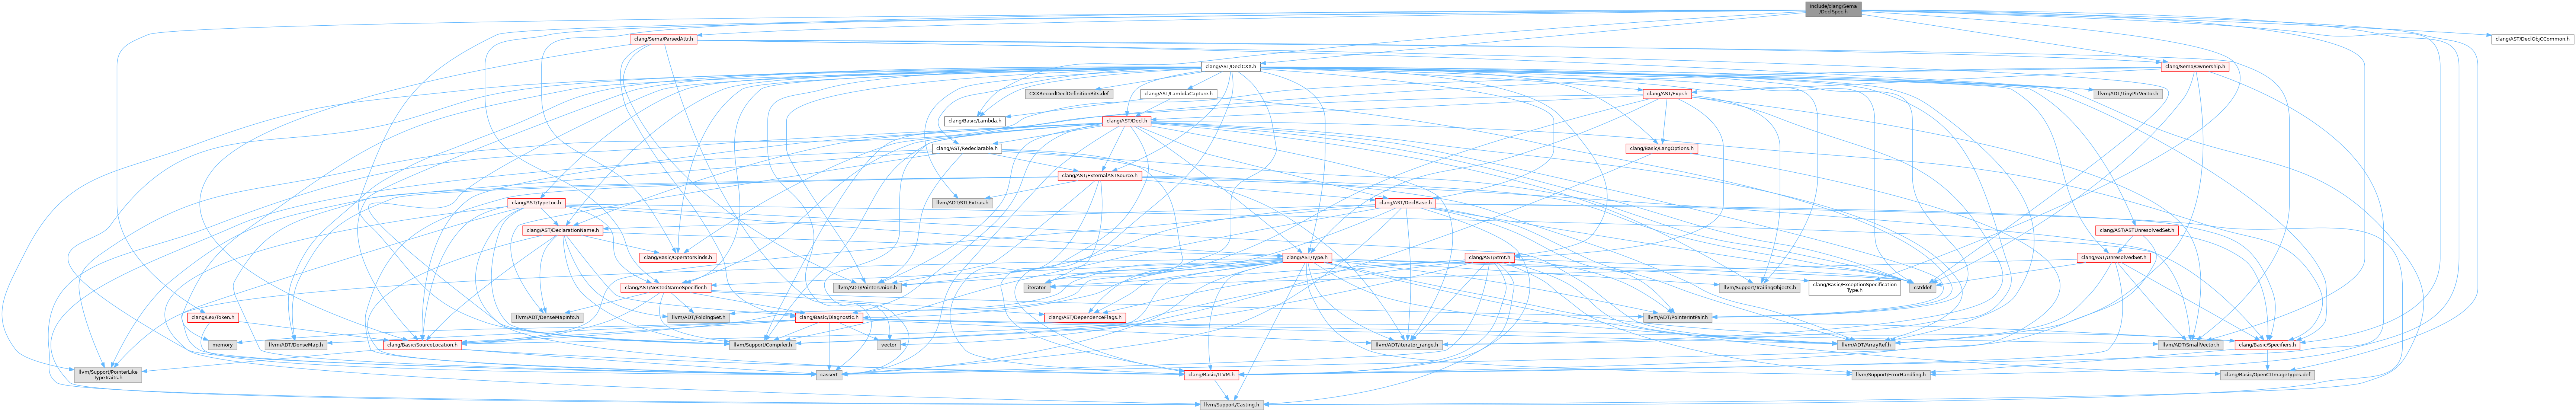 include/clang/Sema
/DeclSpec.h
clang/Sema/ParsedAttr.h
clang/AST/DeclObjCCommon.h
clang/AST/DeclCXX.h
clang/Sema/Ownership.h
CXXRecordDeclDefinitionBits.def
clang/AST/LambdaCapture.h
clang/AST/Expr.h
llvm/ADT/TinyPtrVector.h
clang/Basic/Lambda.h
clang/AST/Decl.h
clang/AST/Redeclarable.h
clang/Basic/LangOptions.h
clang/AST/ExternalASTSource.h
clang/AST/TypeLoc.h
llvm/ADT/STLExtras.h
clang/AST/DeclBase.h
clang/AST/DeclarationName.h
clang/AST/ASTUnresolvedSet.h
clang/Basic/OperatorKinds.h
clang/AST/Type.h
clang/AST/Stmt.h
clang/AST/UnresolvedSet.h
clang/AST/NestedNameSpecifier.h
llvm/ADT/PointerUnion.h
iterator
llvm/Support/TrailingObjects.h
clang/Basic/ExceptionSpecification
Type.h
cstddef
clang/Lex/Token.h
llvm/ADT/DenseMapInfo.h
llvm/ADT/FoldingSet.h
clang/Basic/Diagnostic.h
clang/AST/DependenceFlags.h
llvm/ADT/PointerIntPair.h
memory
llvm/ADT/DenseMap.h
clang/Basic/SourceLocation.h
llvm/Support/Compiler.h
vector
llvm/ADT/iterator_range.h
llvm/ADT/ArrayRef.h
llvm/ADT/SmallVector.h
clang/Basic/Specifiers.h
llvm/Support/PointerLike
TypeTraits.h
cassert
clang/Basic/LLVM.h
llvm/Support/ErrorHandling.h
clang/Basic/OpenCLImageTypes.def
llvm/Support/Casting.h